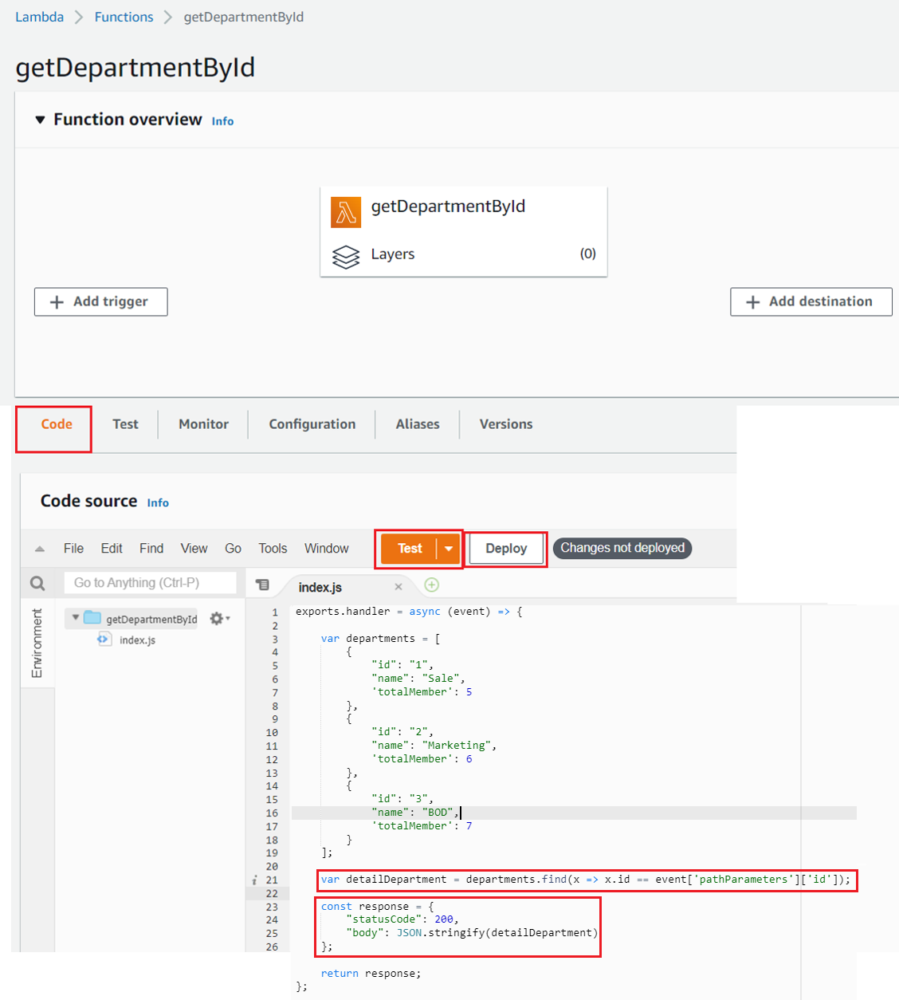 Lambda > Functions > getDepartmentById
getDepartmentById
Function overview Info
getDepartmentById
Layers (0)
+ Add trigger
+ Add destination
Code Test Monitor Configuration Aliases Versions
Code source Info
File Edit Find View Go Tools Window Test Deploy Changes not deployed
Go to Anything (Ctrl-P)
index.js
Environment
getDepartmentById
index.js
1 exports.handler = async (event) => {
2
3     var departments = [
4         {
5             "id": "1",
6             "name": "Sale",
7             'totalMember': 5
8         },
9         {
10             "id": "2",
11             "name": "Marketing",
12             'totalMember': 6
13         },
14         {
15             "id": "3",
16             "name": "BOD",
17             'totalMember': 7
18         }
19     ];
20
21     var detailDepartment = departments.find(x => x.id == event['pathParameters']['id']);
22
23     const response = {
24         "statusCode": 200,
25         "body": JSON.stringify(detailDepartment)
26     };
    return response;
};